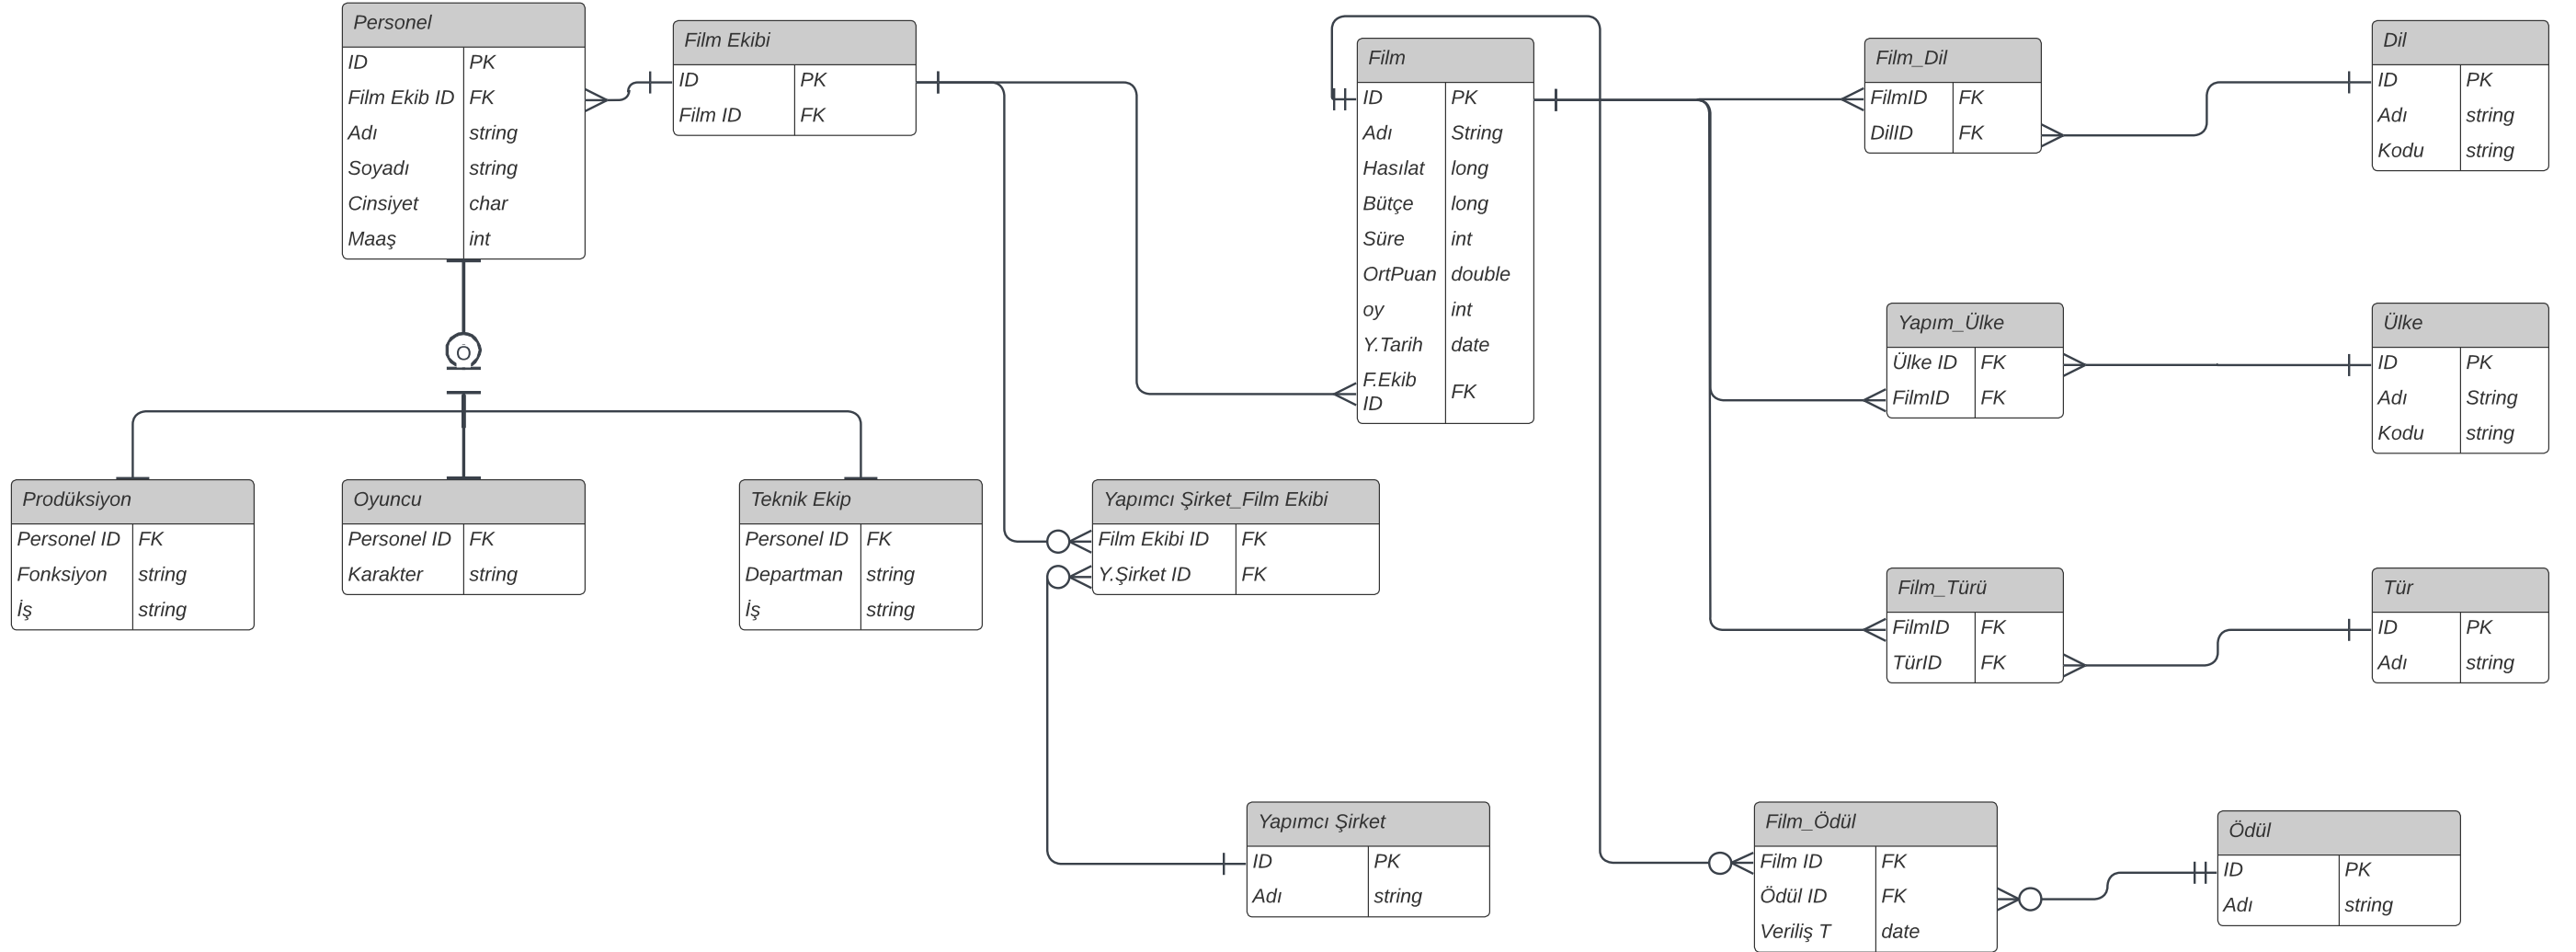 Personel
ID PK
Film Ekib ID FK
Adı string
Soyadı string
Cinsiyet char
Maaş int
Film Ekibi
ID PK
Film ID FK
Film
ID PK
Adı String
Hasılat long
Bütçe long
Süre int
OrtPuan double
oy int
Y.Tarih date
F.Ekib
ID FK
Film_Dil
FilmID FK
DilID FK
Dil
ID PK
Adı string
Kodu string
Yapım_Ülke
Ülke ID FK
FilmID FK
Ülke
ID PK
Adı String
Kodu string
O
Prodüksiyon
Personel ID FK
Fonksiyon string
İş string
Oyuncu
Personel ID FK
Karakter string
Teknik Ekip
Personel ID FK
Departman string
İş string
Yapımcı Şirket_Film Ekibi
Film Ekibi ID FK
Y.Şirket ID FK
Film_Türü
FilmID FK
TürID FK
Tür
ID PK
Adı string
Yapımcı Şirket
ID PK
Adı string
Film_Ödül
Film ID FK
Ödül ID FK
Veriliş T date
Ödül
ID PK
Adı string